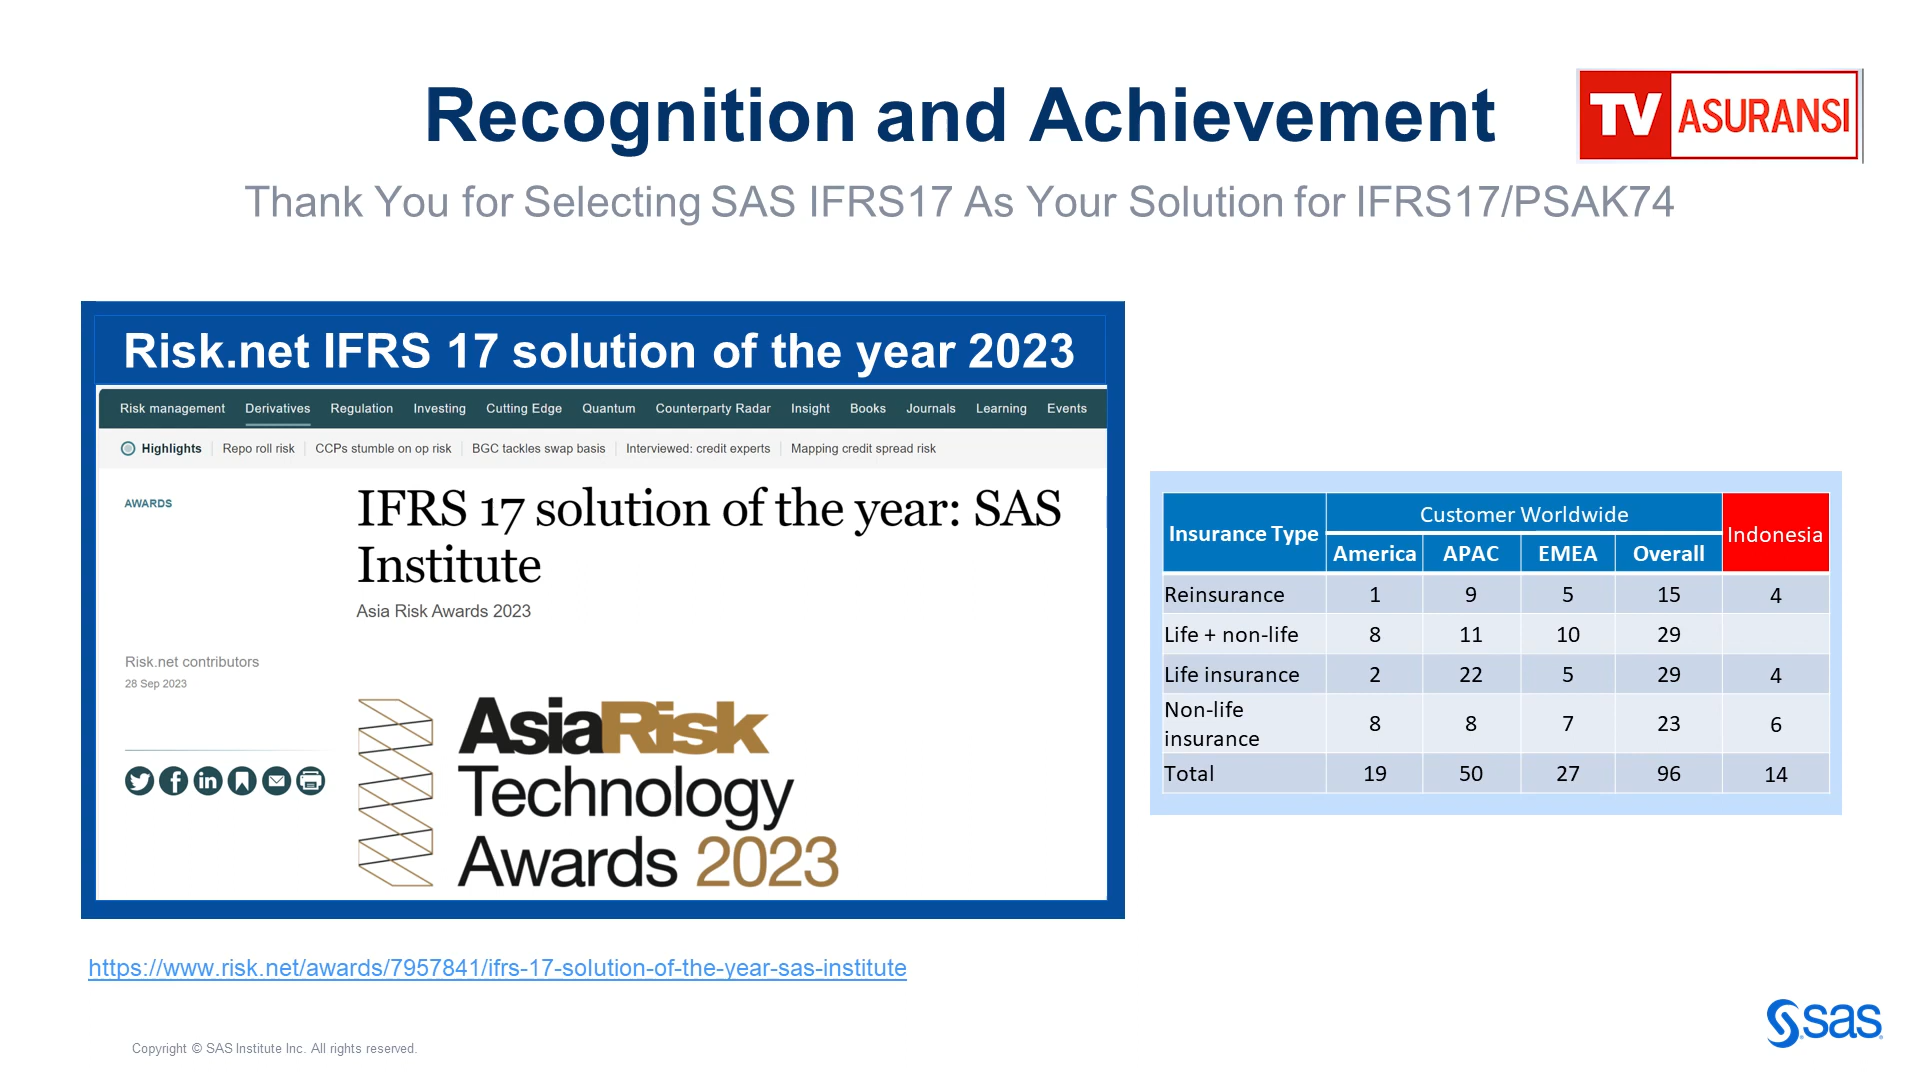 Recognition and Achievement
TV ASURANSI
Thank You for Selecting SAS IFRS17 As Your Solution for IFRS17/PSAK74
Risk.net IFRS 17 solution of the year 2023
Risk management Derivatives Regulation Investing Cutting Edge Quantum Counterparty Radar Insight Books Journals Learning Events
Highlights Repo roll risk CCPs stumble on op risk BGC tackles swap basis Interviewed: credit experts Mapping credit spread risk
AWARDS
IFRS 17 solution of the year: SAS
Institute
Asia Risk Awards 2023
Risk.net contributors
28 Sep 2023
AsiaRisk
Technology
Awards 2023
Insurance Type Customer Worldwide Indonesia
America APAC EMEA Overall
Reinsurance 1 9 5 15 4
Life + non-life 8 11 10 29
Life insurance 2 22 5 29 4
Non-life
insurance 8 8 7 23 6
Total 19 50 27 96 14
https://www.risk.net/awards/7957841/ifrs-17-solution-of-the-year-sas-institute
Copyright © SAS Institute Inc. All rights reserved.
sas